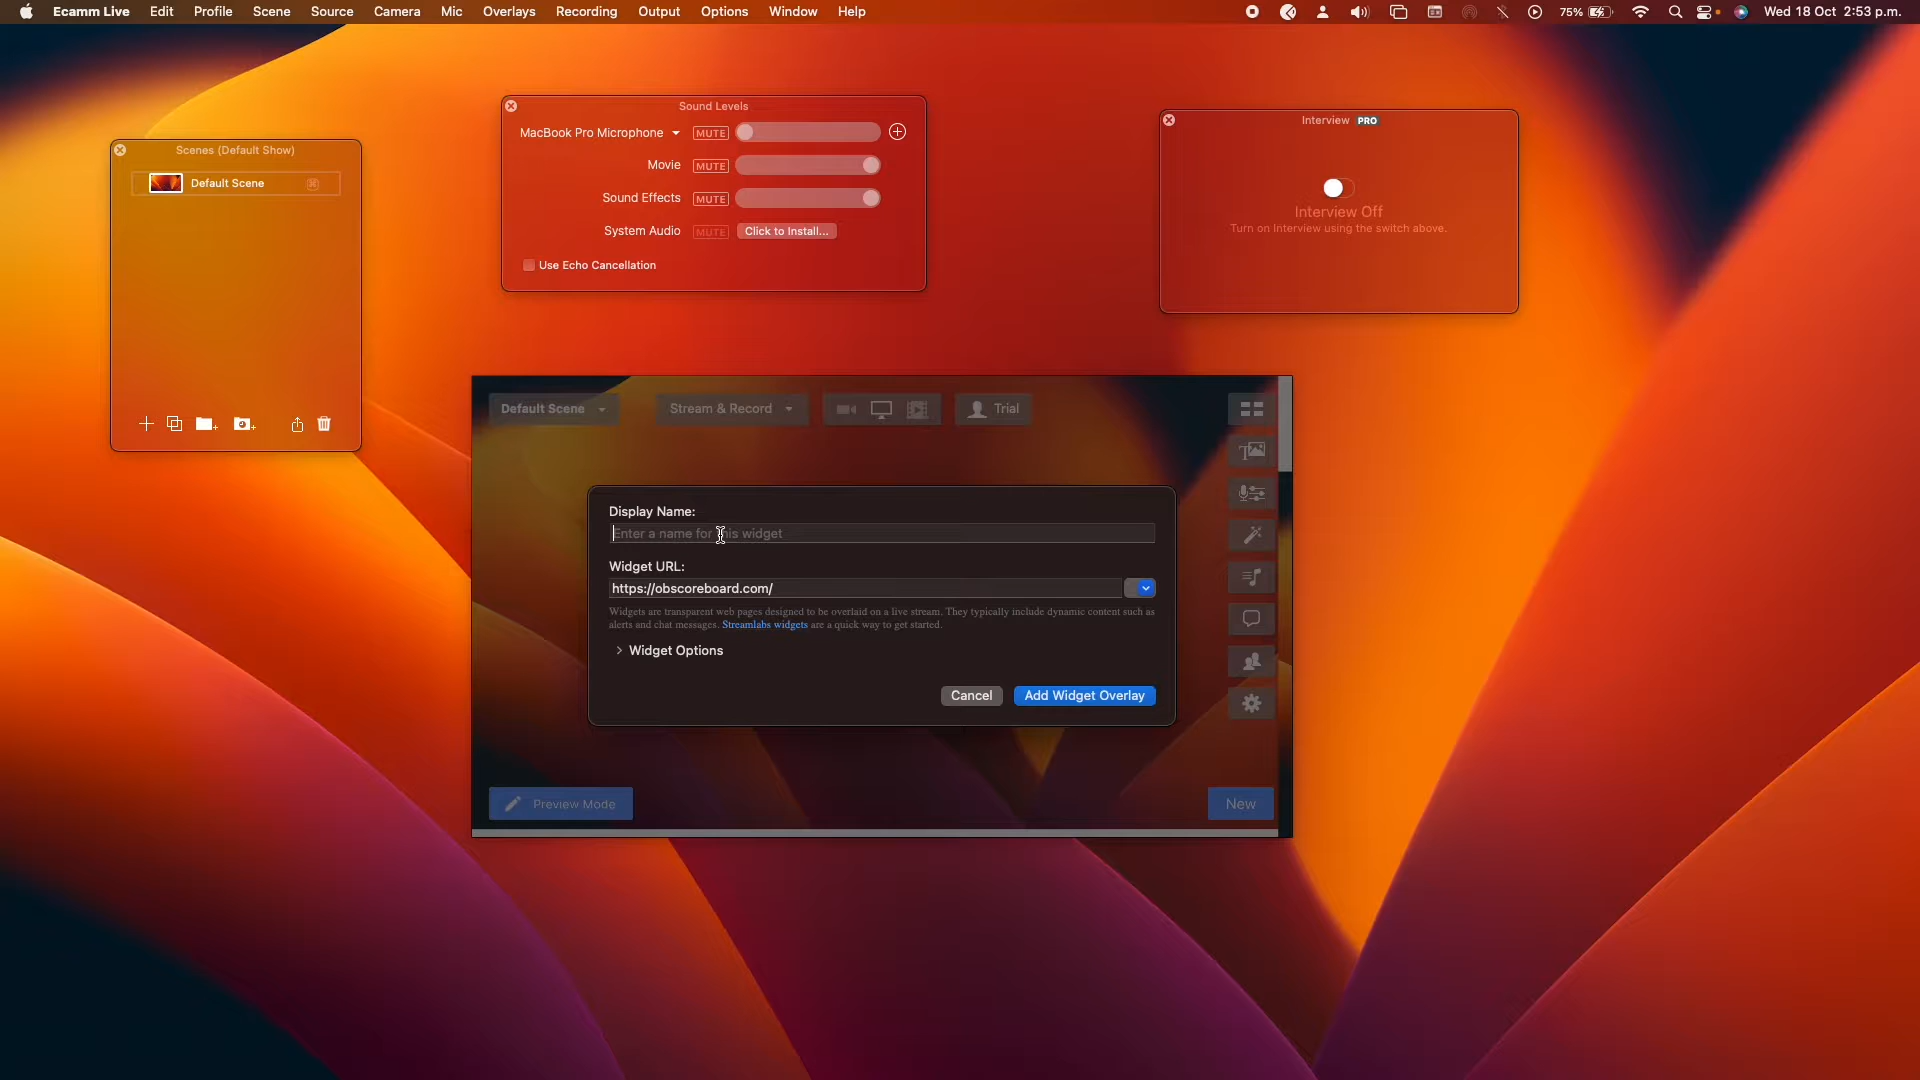 Ecamm Live Edit Profile Scene Source Camera Mic Overlays Recording Output Options Window Help 75% Wed 18 Oct 2:53 p.m.
Sound Levels
MacBook Pro Microphone MUTE
Movie MUTE
Sound Effects MUTE
System Audio MUTE Click to Install...
Use Echo Cancellation
Interview PRO
Interview Off
Turn on Interview using the switch above.
Scenes (Default Show)
Default Scene
Default Scene Stream & Record Trial
Display Name:
Enter a name for this widget
Widget URL:
https://obscoreboard.com/
Widgets are transparent web pages designed to be overlaid on a live stream. They typically include dynamic content such as
alerts and chat messages. Streamlabs widgets are a quick way to get started.
Widget Options
Cancel Add Widget Overlay
Preview Mode New